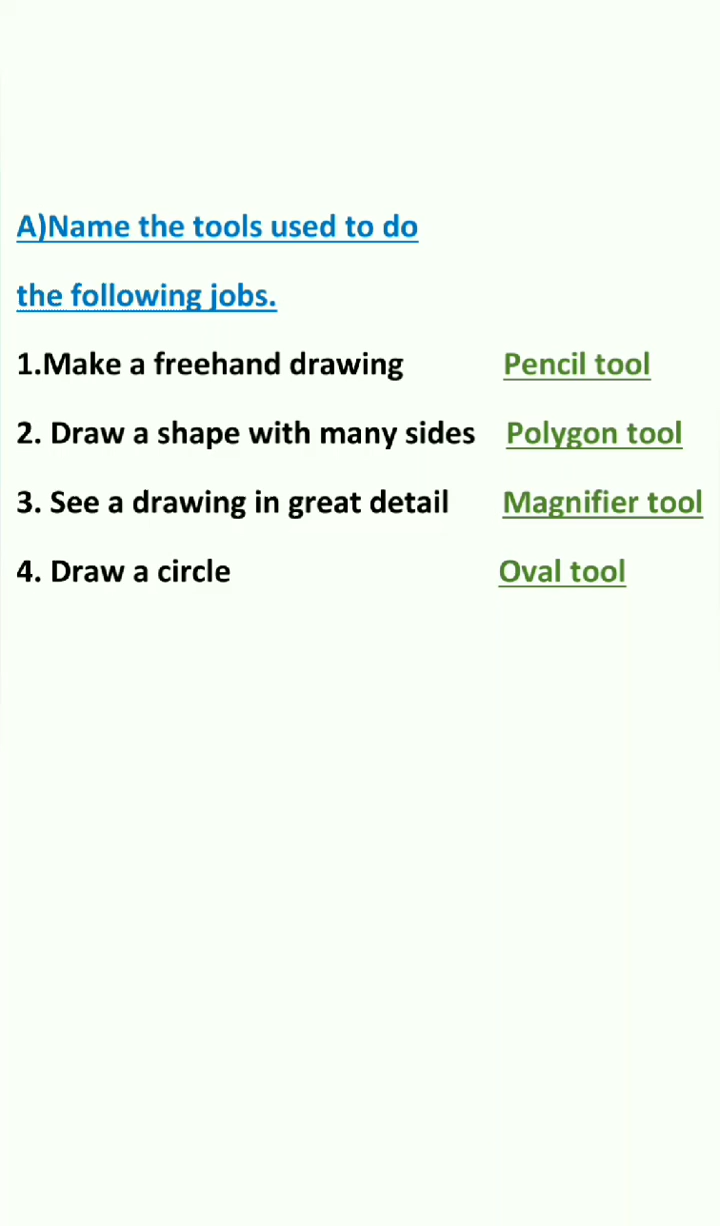 A)Name the tools used to do
the following jobs.
1.Make a freehand drawing Pencil tool
2. Draw a shape with many sides Polygon tool
3. See a drawing in great detail Magnifier tool
4. Draw a circle Oval tool